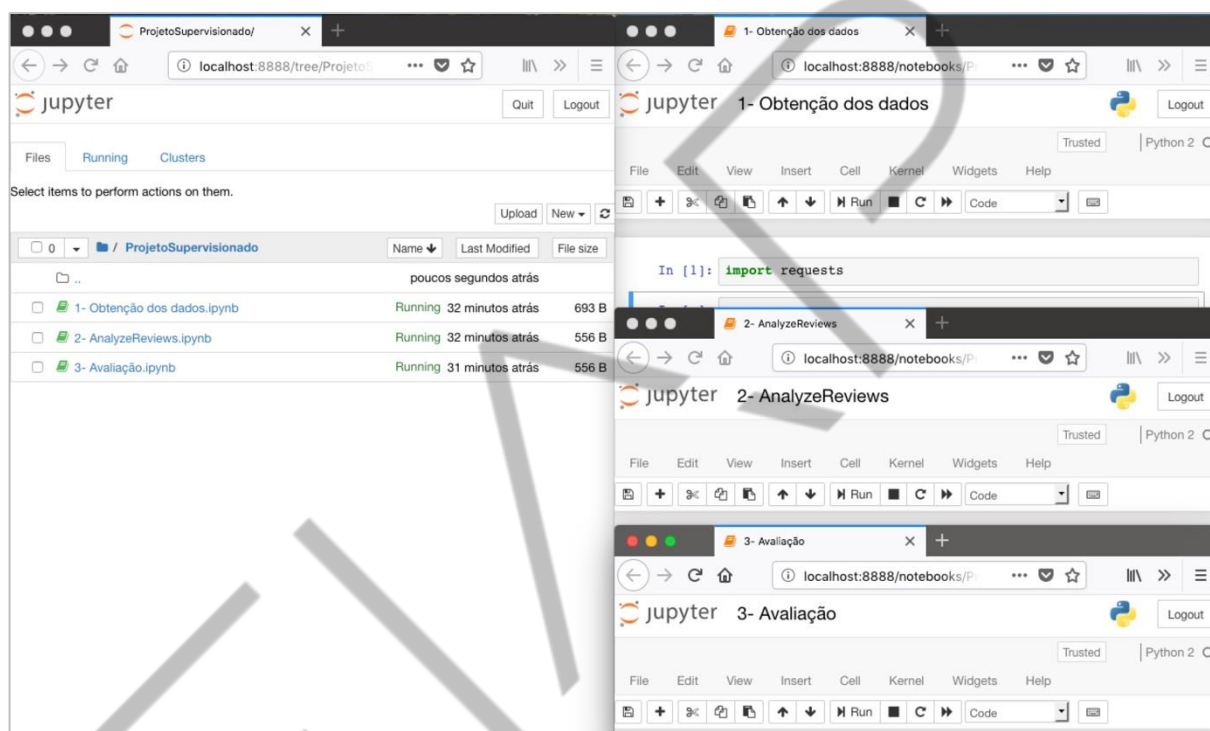 ProjetoSupervisionado/
localhost:8888/tree/ProjetoS
jupyter
Quit
Logout
Files
Running
Clusters
Select items to perform actions on them.
Upload
New
0
/ ProjetoSupervisionado
Name
Last Modified
File size
..
poucos segundos atrás
1- Obtenção dos dados.ipynb
Running 32 minutos atrás
693 B
2- AnalyzeReviews.ipynb
Running 32 minutos atrás
556 B
3- Avaliação.ipynb
Running 31 minutos atrás
556 B
1- Obtenção dos dados
localhost:8888/notebooks/P
jupyter 1- Obtenção dos dados
Logout
Trusted
Python 2
File Edit View Insert Cell Kernel Widgets Help
Run
Code
In [1]: import requests
2- AnalyzeReviews
localhost:8888/notebooks/P
jupyter 2- AnalyzeReviews
Logout
Trusted
Python 2
File Edit View Insert Cell Kernel Widgets Help
Run
Code
3- Avaliação
localhost:8888/notebooks/P
jupyter 3- Avaliação
Logout
Trusted
Python 2
File Edit View Insert Cell Kernel Widgets Help
Run
Code